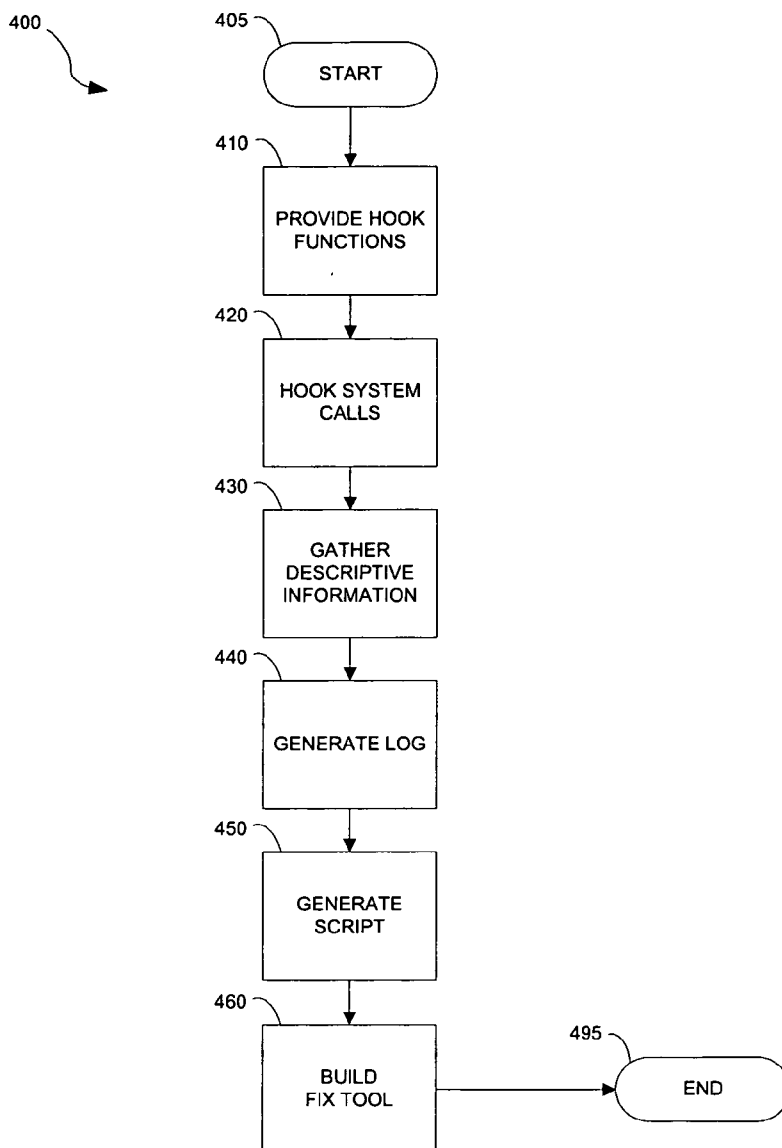 400
405
START
410
PROVIDE HOOK
FUNCTIONS
420
HOOK SYSTEM
CALLS
430
GATHER
DESCRIPTIVE
INFORMATION
440
GENERATE LOG
450
GENERATE
SCRIPT
460
BUILD
FIX TOOL
495
END